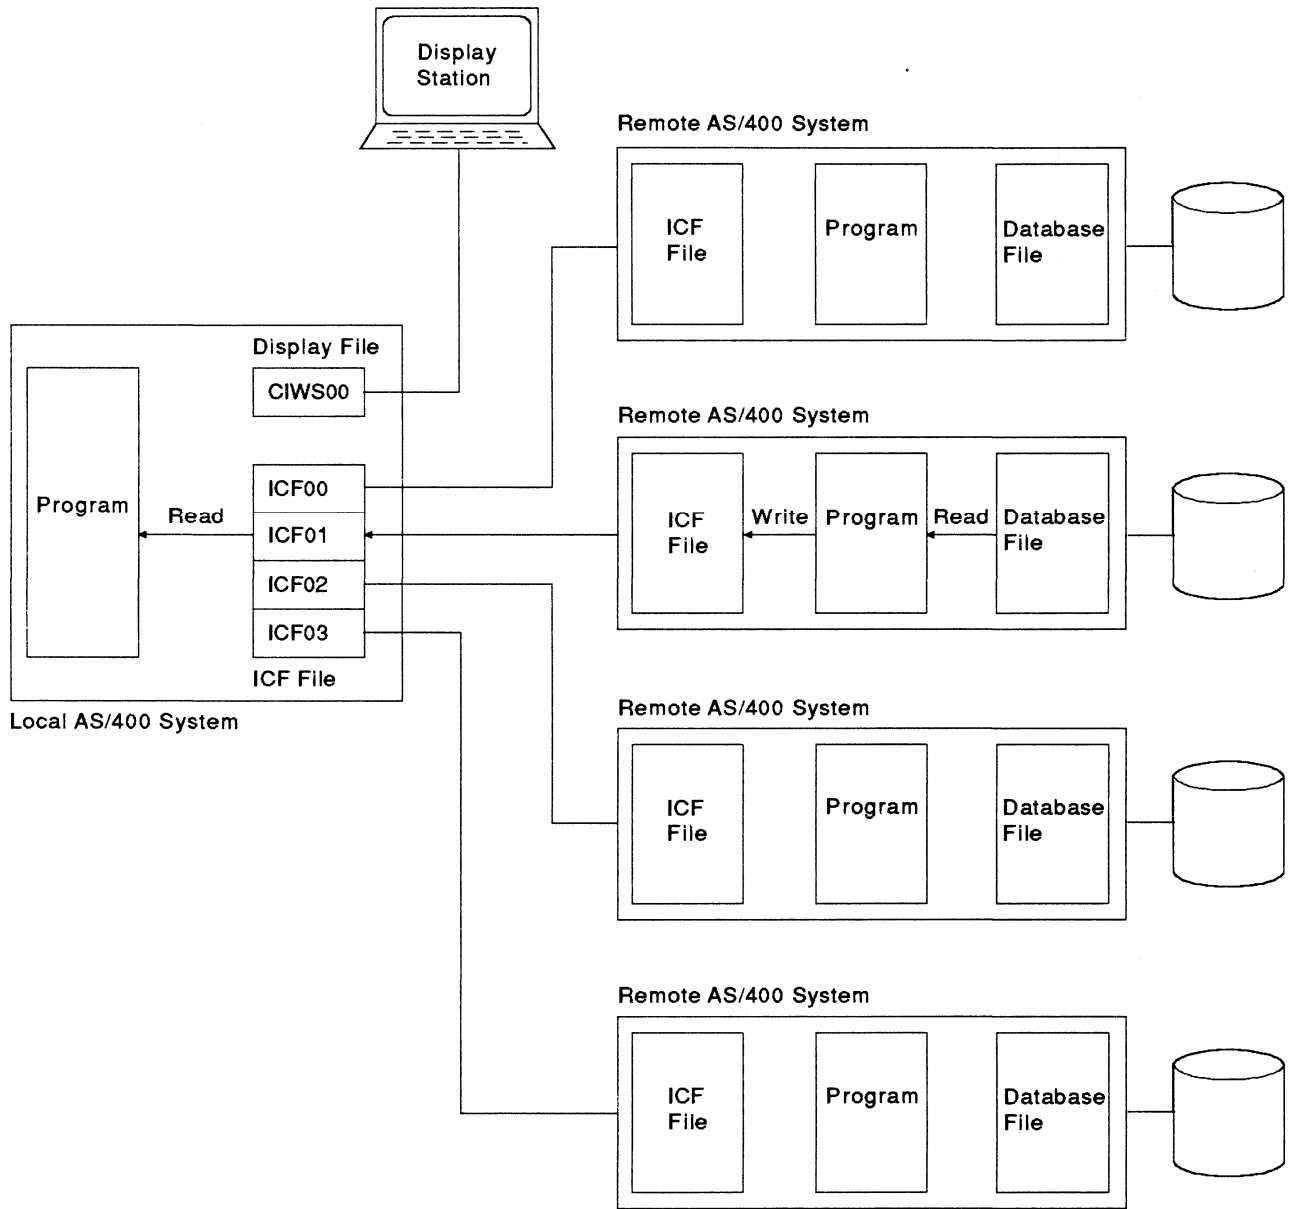 Display
Station
Remote AS/400 System
ICF
File
Program
Database
File
Display File
CIWS00
Program
Read
ICF00
ICF01
ICF02
ICF03
ICF File
Local AS/400 System
Remote AS/400 System
ICF
File
Write
Program
Read
Database
File
Remote AS/400 System
ICF
File
Program
Database
File
Remote AS/400 System
ICF
File
Program
Database
File